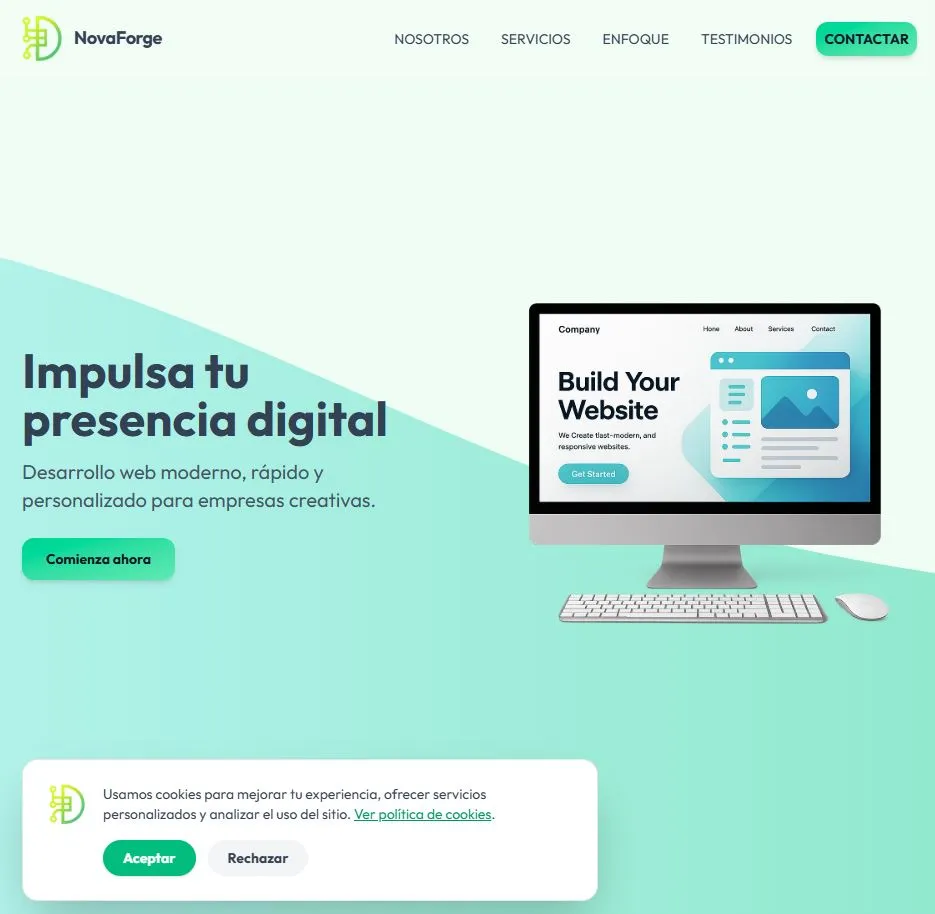 NovaForge
NOSOTROS
SERVICIOS
ENFOQUE
TESTIMONIOS
CONTACTAR
Impulsa tu
presencia digital
Desarrollo web moderno, rápido y
personalizado para empresas creativas.
Comienza ahora
Company
Home
About
Services
Contact
Build Your
Website
We Create tlast-modern, and
responsive websites.
Get Started
Usamos cookies para mejorar tu experiencia, ofrecer servicios
personalizados y analizar el uso del sitio. Ver política de cookies.
Aceptar
Rechazar